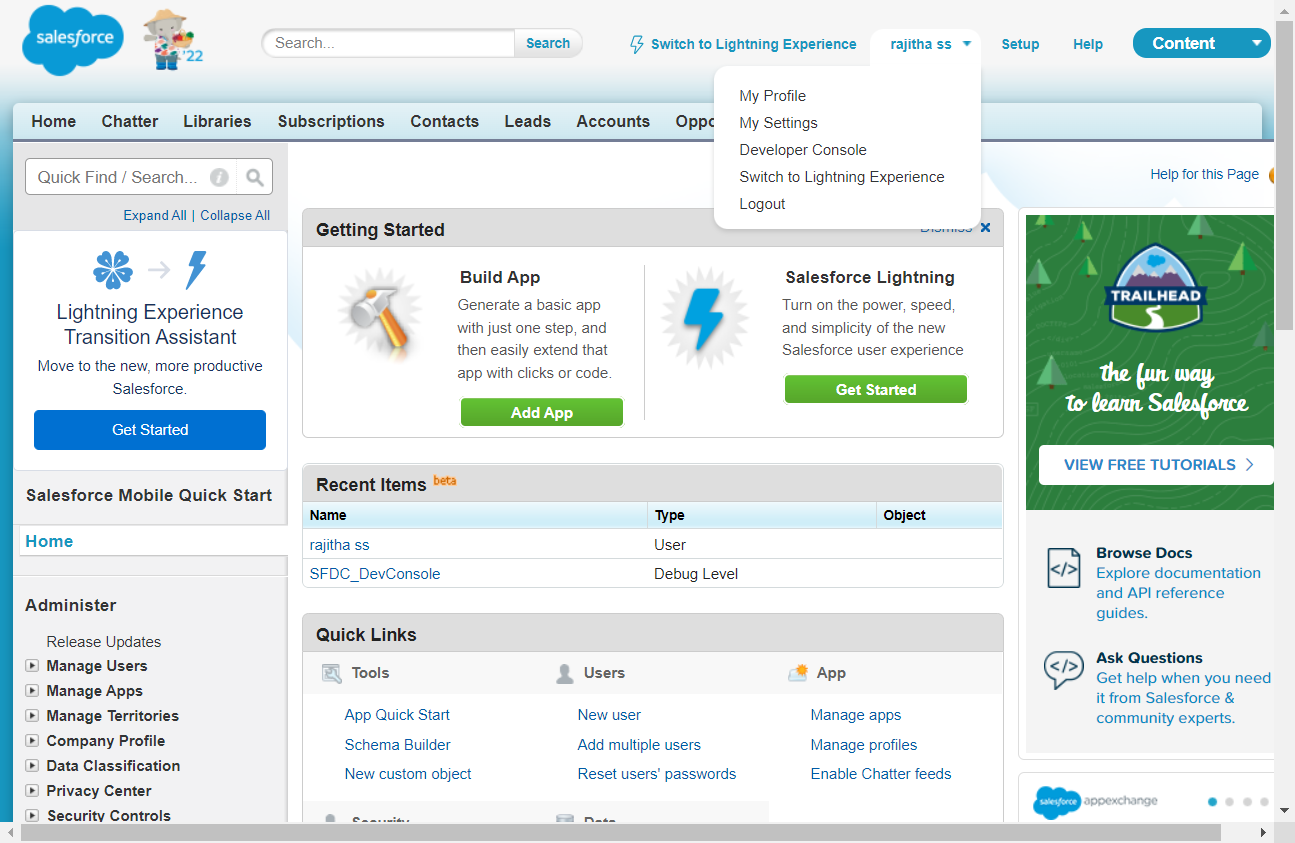 salesforce
'22
Search...
Search
Switch to Lightning Experience
rajitha ss
Setup
Help
Content
My Profile
My Settings
Developer Console
Switch to Lightning Experience
Logout
Home
Chatter
Libraries
Subscriptions
Contacts
Leads
Accounts
Oppo
Quick Find / Search...
Expand All | Collapse All
Lightning Experience
Transition Assistant
Move to the new, more productive
Salesforce.
Get Started
Salesforce Mobile Quick Start
Home
Administer
Release Updates
Manage Users
Manage Apps
Manage Territories
Company Profile
Data Classification
Privacy Center
Security Controls
Help for this Page
Getting Started
Dismiss
Build App
Generate a basic app
with just one step, and
then easily extend that
app with clicks or code.
Add App
Salesforce Lightning
Turn on the power, speed,
and simplicity of the new
Salesforce user experience
Get Started
Recent Items beta
Name Type Object
rajitha ss User
SFDC_DevConsole Debug Level
Quick Links
Tools
App Quick Start
Schema Builder
New custom object
Users
New user
Add multiple users
Reset users' passwords
App
Manage apps
Manage profiles
Enable Chatter feeds
Security
Data
TRAILHEAD
the fun way
to learn Salesforce
VIEW FREE TUTORIALS
Browse Docs
Explore documentation
and API reference
guides.
Ask Questions
Get help when you need
it from Salesforce &
community experts.
salesforce appexchange